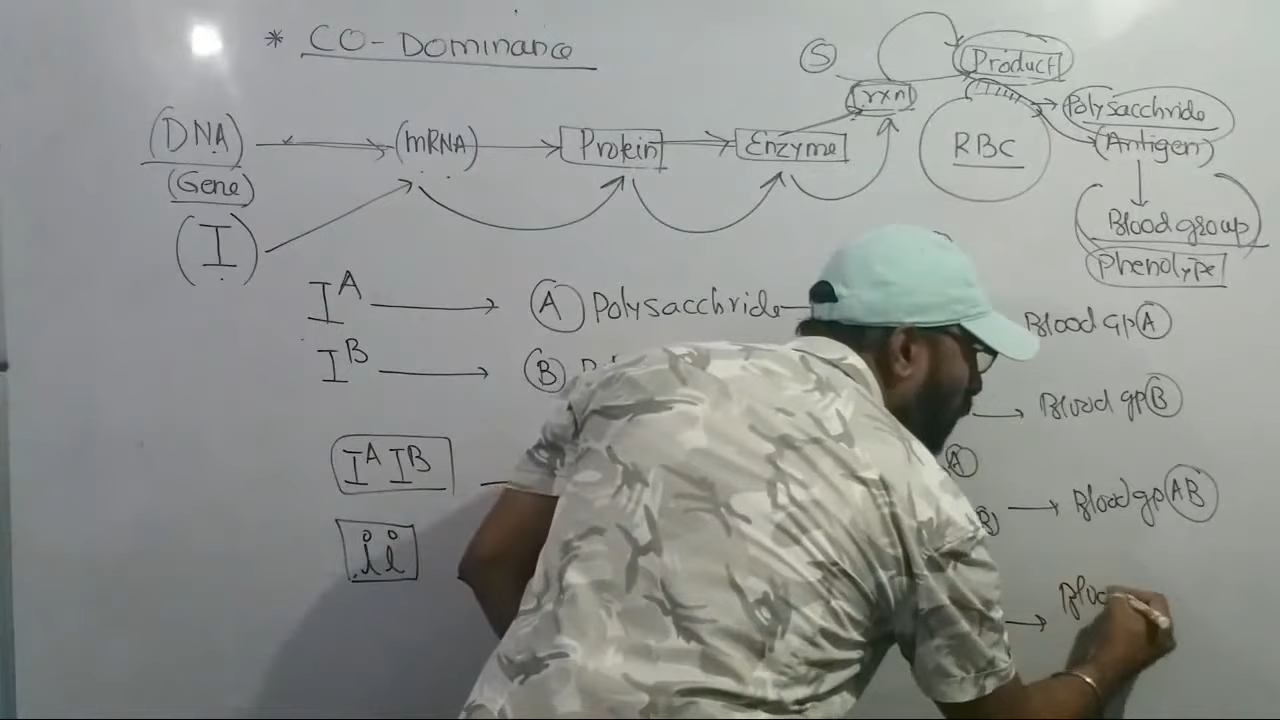 * CO-Dominance
(S) Product
(rxn)
Polysacchride
(DNA) (mRNA) Protein Enzyme RBC (Antigen)
(Gene)
(I) Blood group
Phenolype
I^A A Polysacchride Blood gp A
I^B B Blood gp B
I^A I^B A
B Blood gp AB
ii